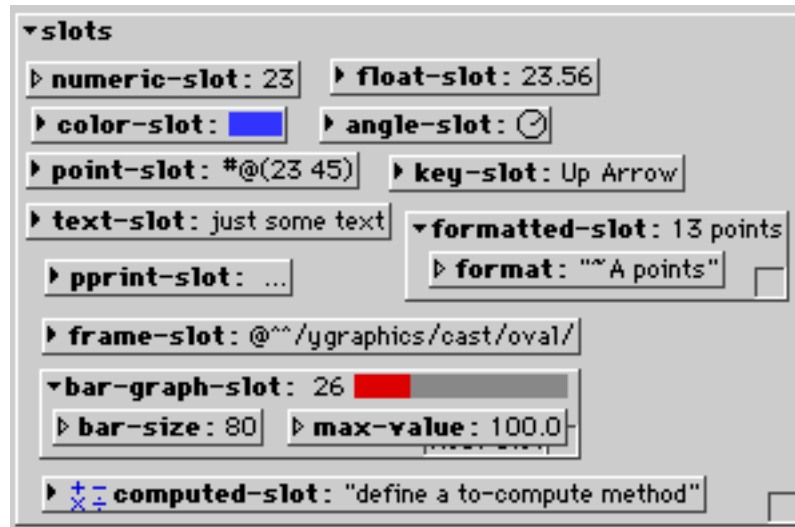 slots
numeric-slot: 23
float-slot: 23.56
color-slot:
angle-slot:
point-slot: #@(23 45)
key-slot: Up Arrow
text-slot: just some text
formatted-slot: 13 points
format: "~A points"
pprint-slot: ...
frame-slot: @^^/ygraphics/cast/oval/
bar-graph-slot: 26
bar-size: 80
max-value: 100.0
+ - × ÷ computed-slot: "define a to-compute method"